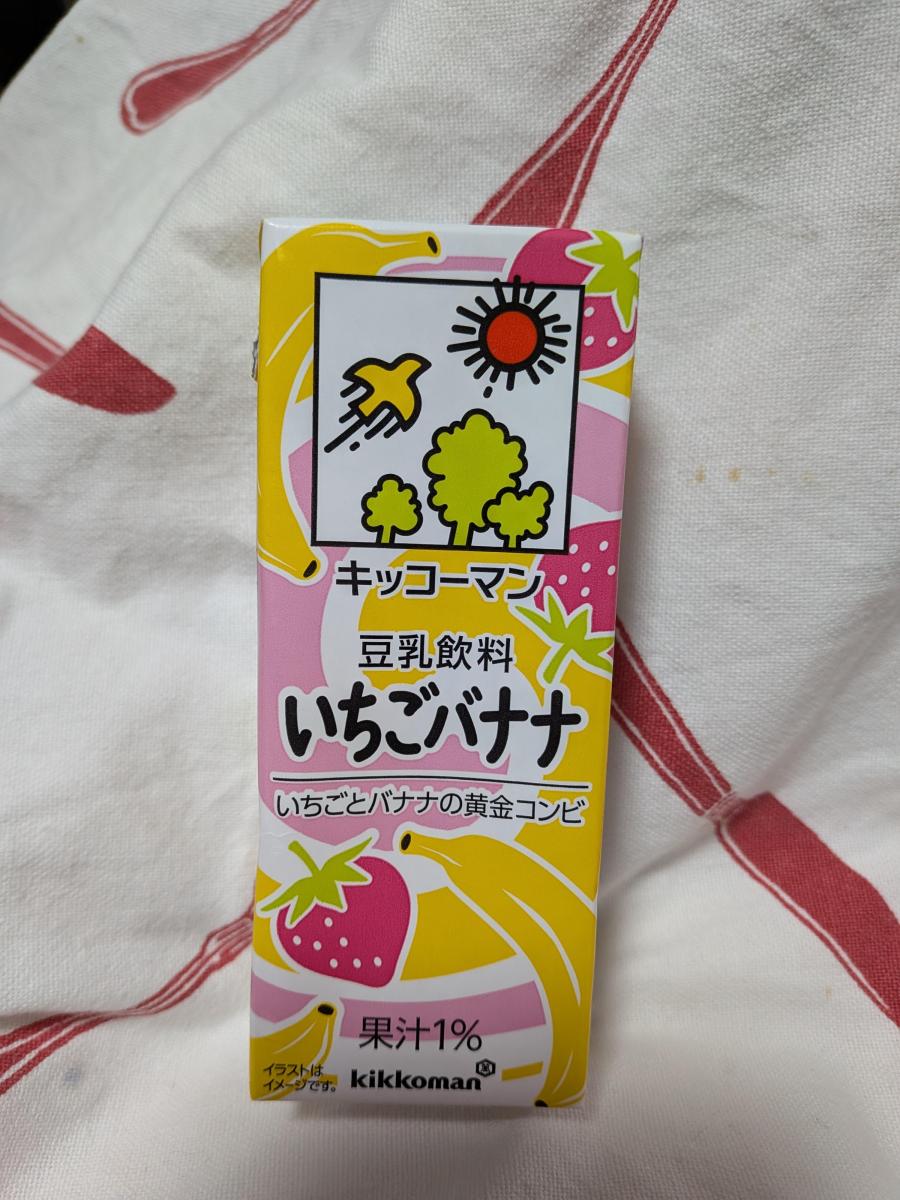 キッコーマン
豆乳飲料
いちごバナナ
いちごとバナナの黄金コンビ
果汁1%
イラストは
イメージです。
kikkoman